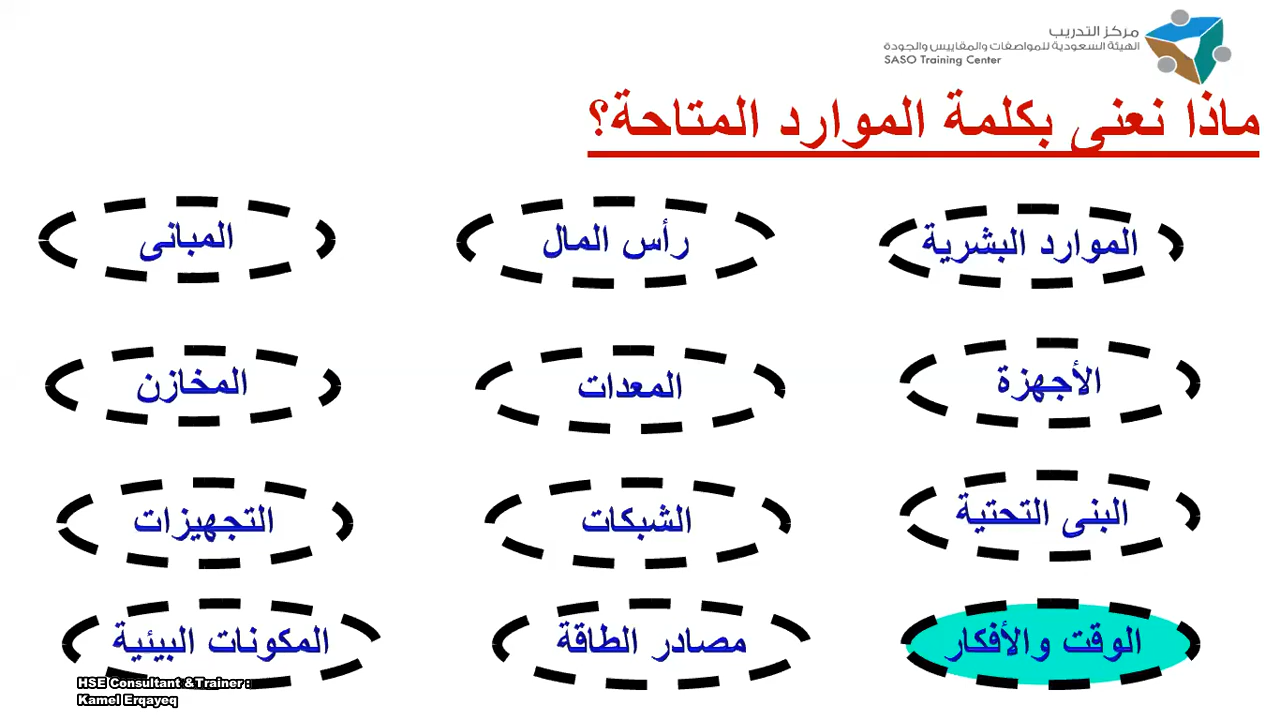 مركز التدريب
الهيئة السعودية للمواصفات والمقاييس والجودة
SASO Training Center
ماذا نعنى بكلمة الموارد المتاحة؟
الموارد البشرية
رأس المال
المبانى
الأجهزة
المعدات
المخازن
البنى التحتية
الشبكات
التجهيزات
الوقت والأفكار
مصادر الطاقة
المكونات البيئية
HSE Consultant &Trainer :
Kamel Erqayeq